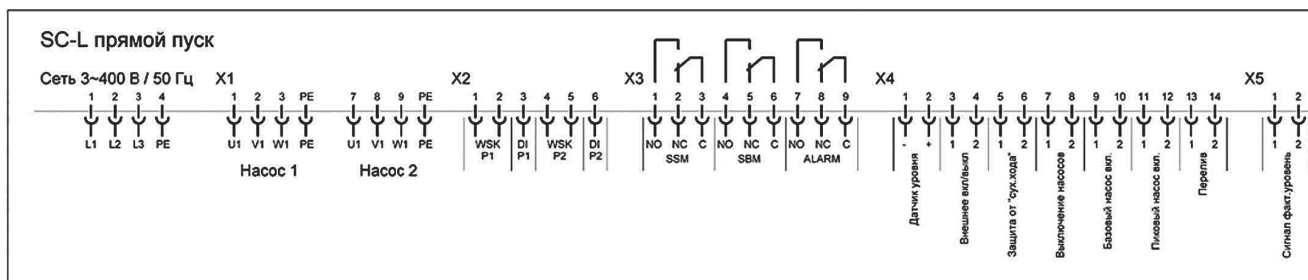 SC-L прямой пуск
Сеть 3~400 В / 50 Гц X1 X2 X3 X4 X5
1 2 3 4 1 2 3 PE 7 8 9 PE 1 2 3 4 5 6 1 2 3 4 5 6 7 8 9 1 2 3 4 5 6 7 8 9 10 11 12 13 14 1 2
L1 L2 L3 PE U1 V1 W1 PE U1 V1 W1 PE WSK DI WSK DI NO NC C NO NC C NO NC C - + 1 2 1 2 1 2 1 2 1 2 1 2 1 2
P1 P1 P2 P2 SSM SBM ALARM
Насос 1 Насос 2
Датчик уровня
Внешнее вкл/выкл
Защита от "сух.хода"
Выключение насосов
Базовый насос вкл.
Пиковый насос вкл.
Перелив
Сигнал факт.уровень